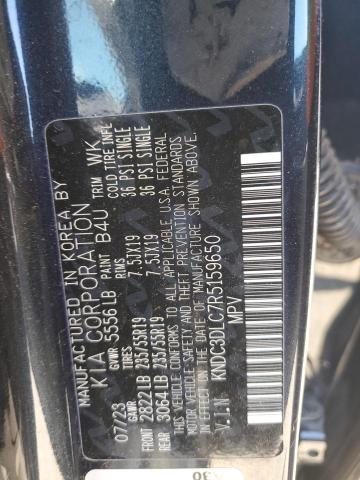 MANUFACTURED IN KOREA BY
KIA CORPORATION
07/23 GVWR 5556 LB PAINT B4U TRIM WK
GAWR RIMS COLD TIRE INFL
FRONT 2822 LB 235/55R19 7.5JX19 36 PSI SINGLE
REAR 3064 LB 235/55R19 7.5JX19 36 PSI SINGLE
THIS VEHICLE CONFORMS TO ALL APPLICABLE U.S.A. FEDERAL
MOTOR VEHICLE SAFETY AND THEFT PREVENTION STANDARDS
IN EFFECT ON THE DATE OF MANUFACTURE SHOWN ABOVE.
V.I.N KNDC3DLC7R5159650
MPV